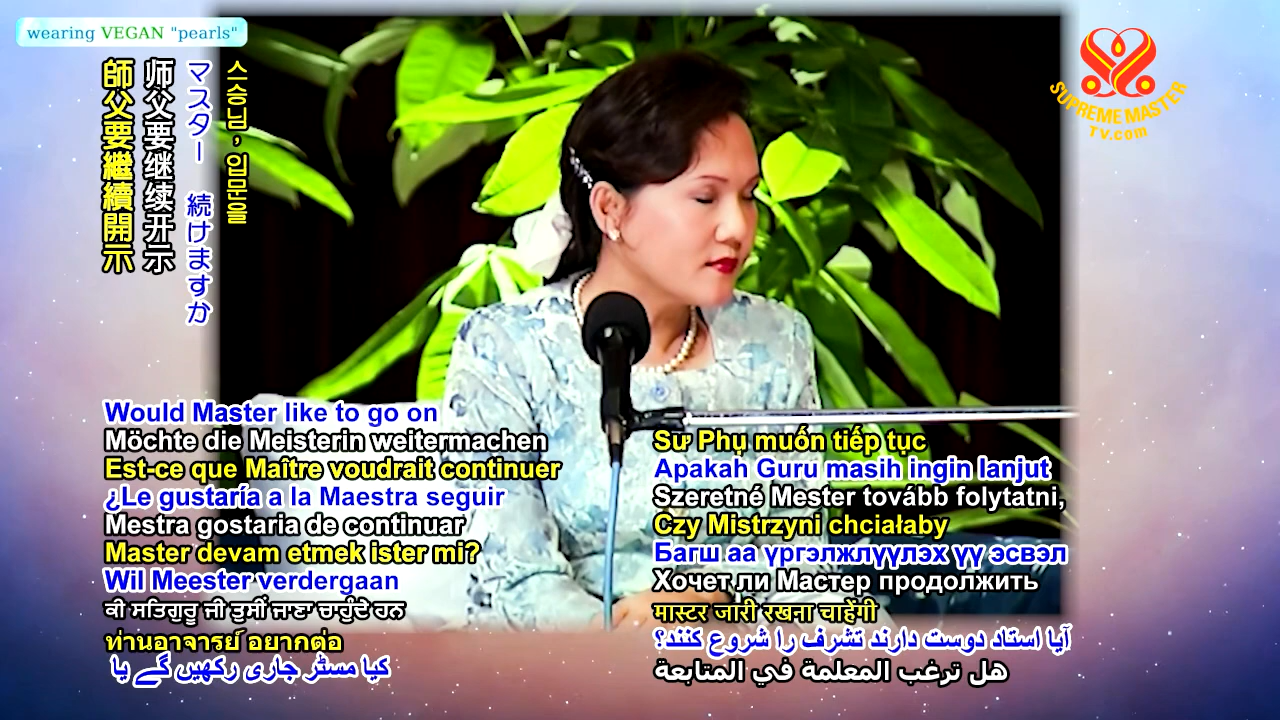 wearing VEGAN "pearls"
SUPREME MASTER
TV.com
스승님, 입문을
マスター 続けますか
师父要继续开示
師父要繼續開示
Would Master like to go on
Möchte die Meisterin weitermachen
Est-ce que Maître voudrait continuer
¿Le gustaría a la Maestra seguir
Mestra gostaria de continuar
Master devam etmek ister mi?
Wil Meester verdergaan
ਕੀ ਸਤਿਗੁਰੂ ਜੀ ਤੁਸੀਂ ਜਾਣਾ ਚਾਹੁੰਦੇ ਹਨ
ท่านอาจารย์ อยากต่อ
کیا مسٹر جاری رکھیں گے یا
Sư Phụ muốn tiếp tục
Apakah Guru masih ingin lanjut
Szeretné Mester tovább folytatni,
Czy Mistrzyni chciałaby
Багш аа үргэлжлүүлэх үү эсвэл
Хочет ли Мастер продолжить
मास्टर जारी रखना चाहेंगी
آیا استاد دوست دارند تشرف را شروع کنند؟
هل ترغب المعلمة في المتابعة